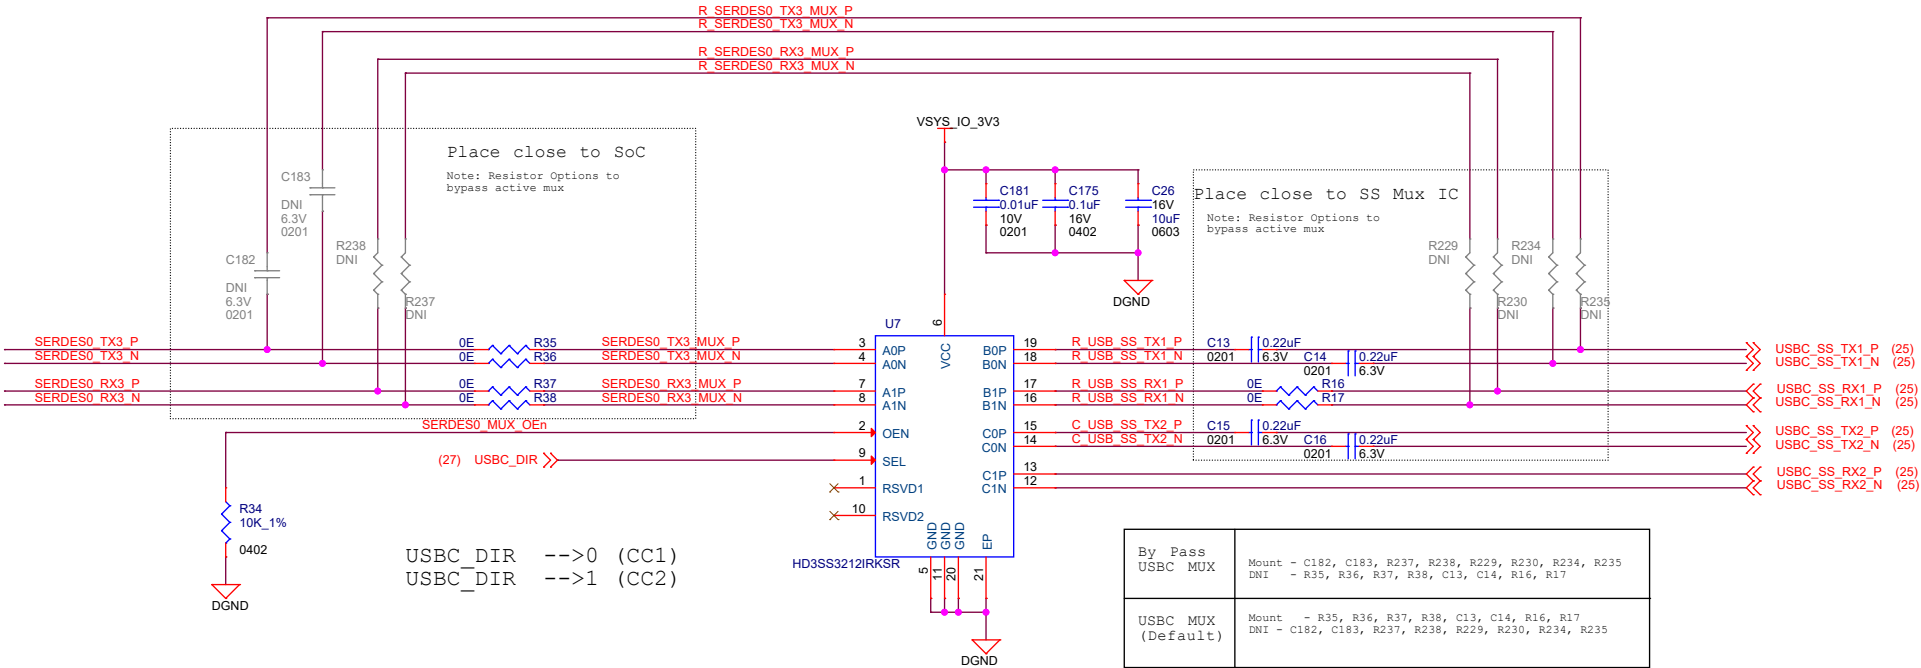 R_SERDES0_TX3_MUX_P
R_SERDES0_TX3_MUX_N
R_SERDES0_RX3_MUX_P
R_SERDES0_RX3_MUX_N
Place close to SoC
Note: Resistor Options to
bypass active mux
C183
DNI
6.3V
0201
C182
DNI
6.3V
0201
R238
DNI
R237
DNI
VSYS_IO_3V3
C181
0.01uF
10V
0201
C175
0.1uF
16V
0402
C26
16V
10uF
0603
DGND
Place close to SS Mux IC
Note: Resistor Options to
bypass active mux
R229
DNI
R230
DNI
R234
DNI
R235
DNI
SERDES0_TX3_P
SERDES0_TX3_N
SERDES0_RX3_P
SERDES0_RX3_N
0E R35
0E R36
0E R37
0E R38
SERDES0_TX3_MUX_P
SERDES0_TX3_MUX_N
SERDES0_RX3_MUX_P
SERDES0_RX3_MUX_N
SERDES0_MUX_OEn
(27) USBC_DIR
R34
10K_1%
0402
DGND
U7
6
VCC
3 A0P
4 A0N
7 A1P
8 A1N
2 OEN
9 SEL
1 RSVD1
10 RSVD2
B0P 19
B0N 18
B1P 17
B1N 16
C0P 15
C0N 14
C1P 13
C1N 12
GND
GND
GND
EP
5
11
20
21
HD3SS3212IRKSR
DGND
R_USB_SS_TX1_P
R_USB_SS_TX1_N
R_USB_SS_RX1_P
R_USB_SS_RX1_N
C_USB_SS_TX2_P
C_USB_SS_TX2_N
C13 0.22uF
0201 6.3V
C14 0.22uF
0201 6.3V
0E R16
0E R17
C15 0.22uF
0201 6.3V
C16 0.22uF
0201 6.3V
USBC_SS_TX1_P (25)
USBC_SS_TX1_N (25)
USBC_SS_RX1_P (25)
USBC_SS_RX1_N (25)
USBC_SS_TX2_P (25)
USBC_SS_TX2_N (25)
USBC_SS_RX2_P (25)
USBC_SS_RX2_N (25)
USBC_DIR -->0 (CC1)
USBC_DIR -->1 (CC2)
By Pass
USBC MUX
Mount - C182, C183, R237, R238, R229, R230, R234, R235
DNI - R35, R36, R37, R38, C13, C14, R16, R17
USBC MUX
(Default)
Mount - R35, R36, R37, R38, C13, C14, R16, R17
DNI - C182, C183, R237, R238, R229, R230, R234, R235